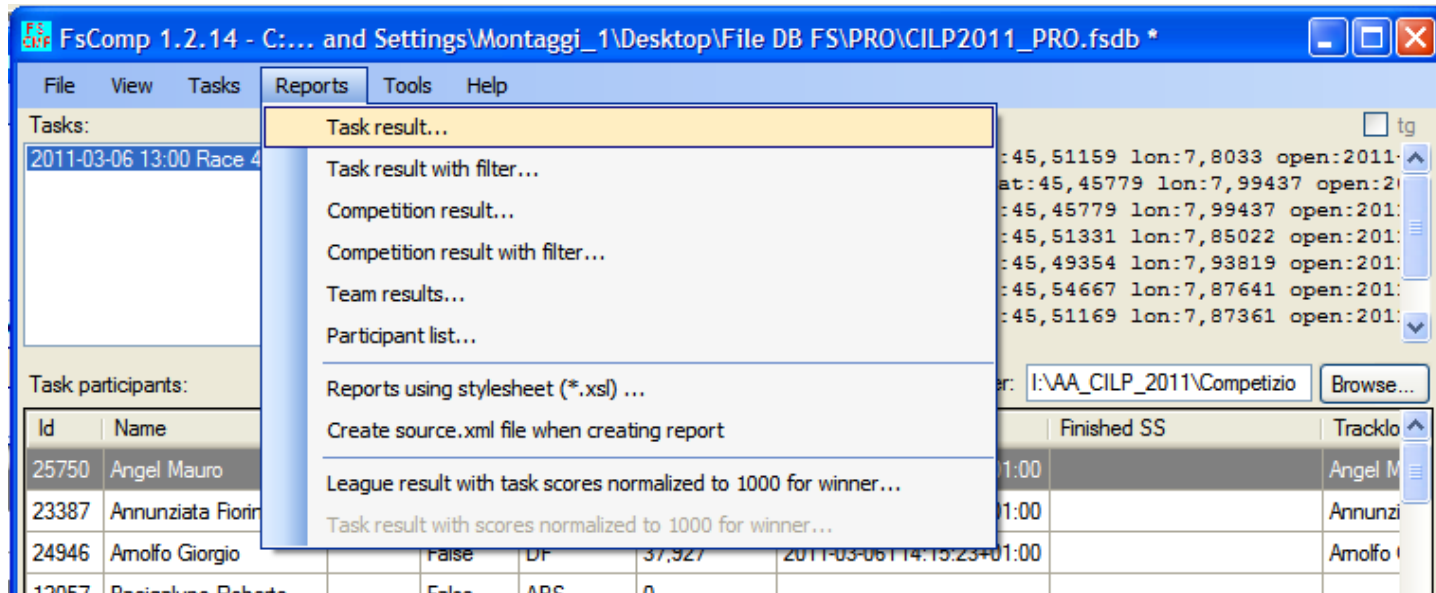 FS CMP FsComp 1.2.14 - C:... and Settings\Montaggi_1\Desktop\File DB FS\PRO\CILP2011_PRO.fsdb *
File View Tasks Reports Tools Help
Tasks:
tg
2011-03-06 13:00 Race 4
Task result...
Task result with filter...
Competition result...
Competition result with filter...
Team results...
Participant list...
Reports using stylesheet (*.xsl) ...
Create source.xml file when creating report
League result with task scores normalized to 1000 for winner...
Task result with scores normalized to 1000 for winner...
:45,51159 lon:7,8033 open:2011-
at:45,45779 lon:7,99437 open:20
:45,45779 lon:7,99437 open:201
:45,51331 lon:7,85022 open:201
:45,49354 lon:7,93819 open:201
:45,54667 lon:7,87641 open:201
:45,51169 lon:7,87361 open:201
Task participants:
er: I:\AA_CILP_2011\Competizio Browse...
Id Name Finished SS Tracklo
25750 Angel Mauro 01:00 Angel M
23387 Annunziata Fiorin 01:00 Annunzi
24946 Arnolfo Giorgio False DF 37,927 2011-03-06T14:15:23+01:00 Arnolfo
False ABS 0